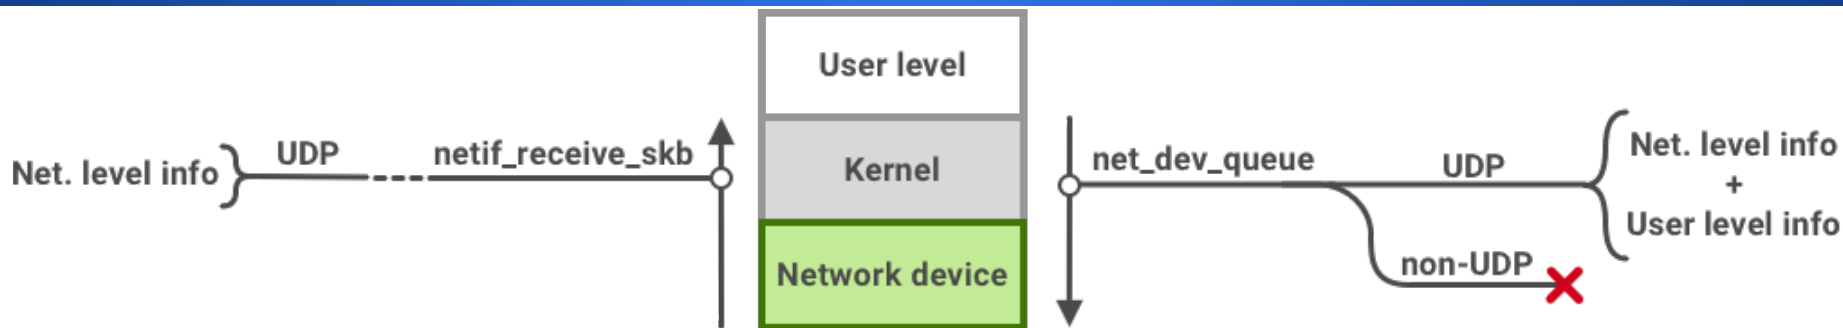 User level
Kernel
Network device
Net. level info
UDP
netif_receive_skb
net_dev_queue
UDP
non-UDP
Net. level info
+
User level info